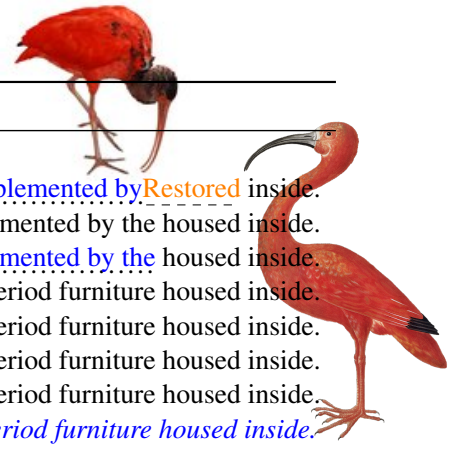 plemented byRestored inside.
mented by the housed inside.
mented by the housed inside.
eriod furniture housed inside.
eriod furniture housed inside.
eriod furniture housed inside.
eriod furniture housed inside.
eriod furniture housed inside.